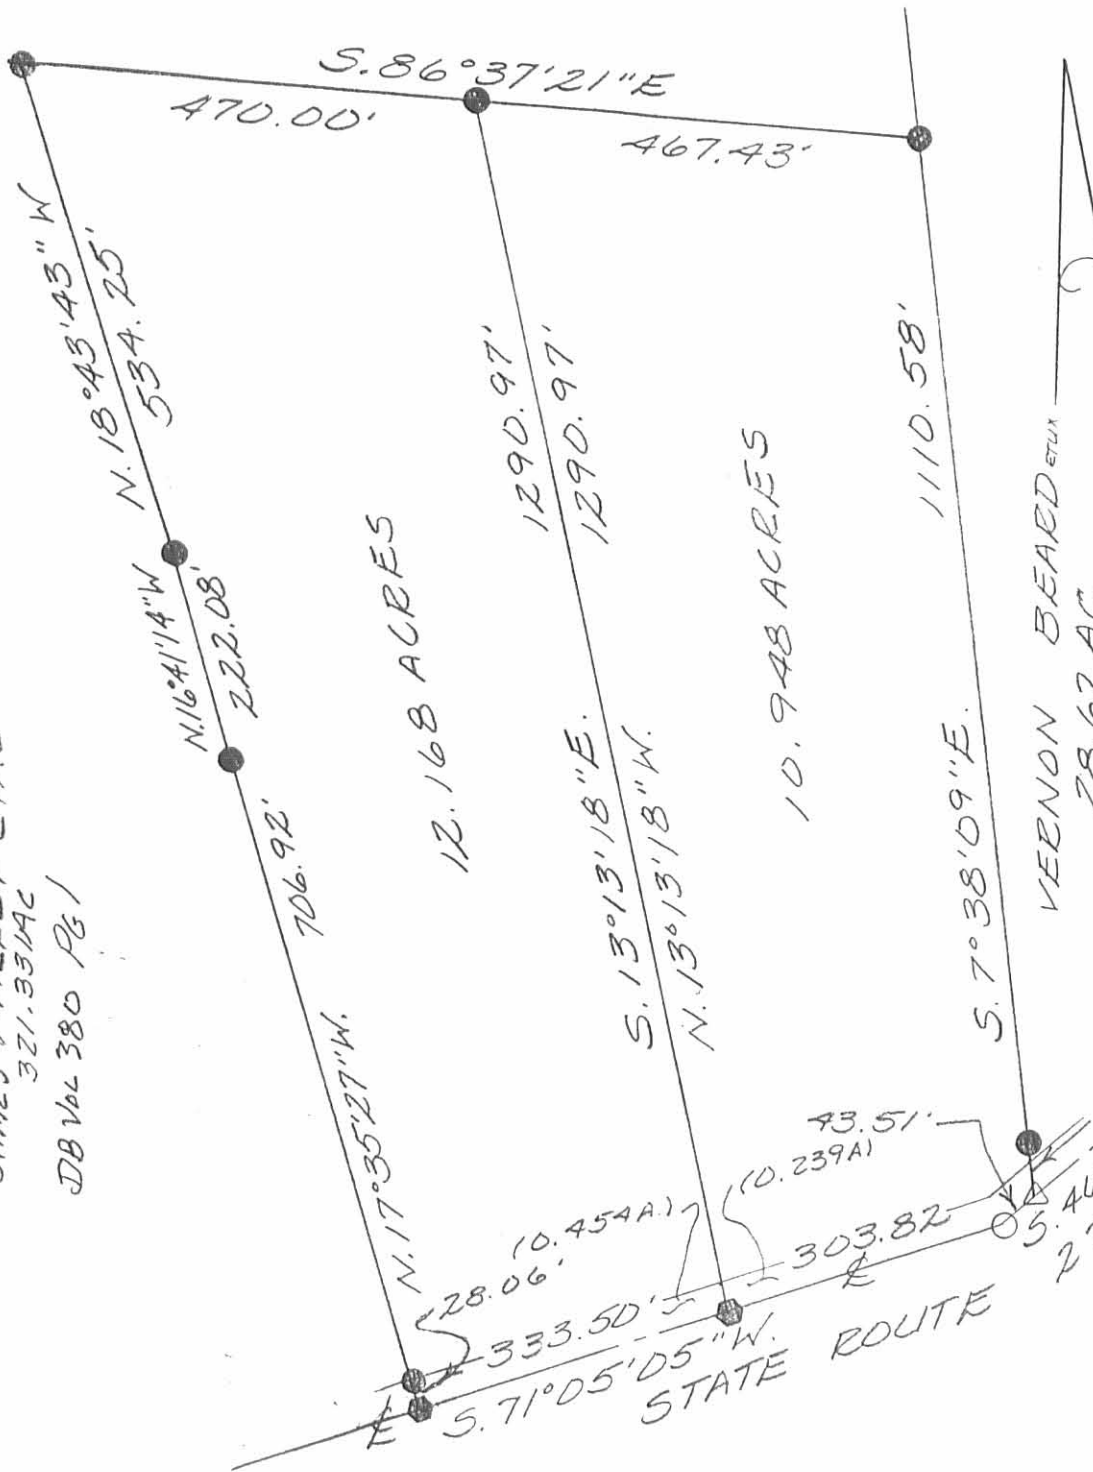 S.86°37'21"E
470.00'
467.43'
N.18°43'43"W
534.25'
N.16°41'14"W
222.08'
706.92'
N.17°35'27"W.
12.168 ACRES
1290.97'
1290.97'
S.13°13'18"E.
N.13°13'18"W.
10.948 ACRES
1110.58'
S.7°38'09"E.
VERNON BEARD ETUX
321.331AC
DB VOL 380 PG 1
43.51'
(0.239A)
(0.454A.)
303.82
28.06'
333.50'
S.71°05'05"W.
STATE ROUTE